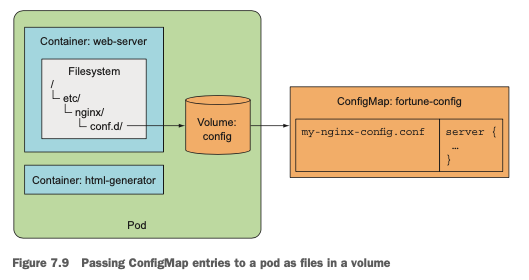 Container: web-server
Filesystem
/
etc/
nginx/
conf.d/
Volume:
config
ConfigMap: fortune-config
my-nginx-config.conf
server {
…
}
Container: html-generator
Pod
Figure 7.9 Passing ConfigMap entries to a pod as files in a volume